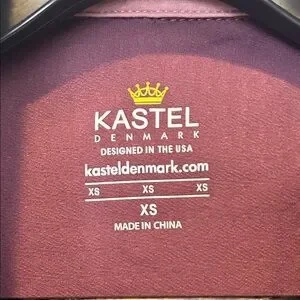 KASTEL
DENMARK
DESIGNED IN THE USA
kasteldenmark.com
XS XS XS
XS
MADE IN CHINA